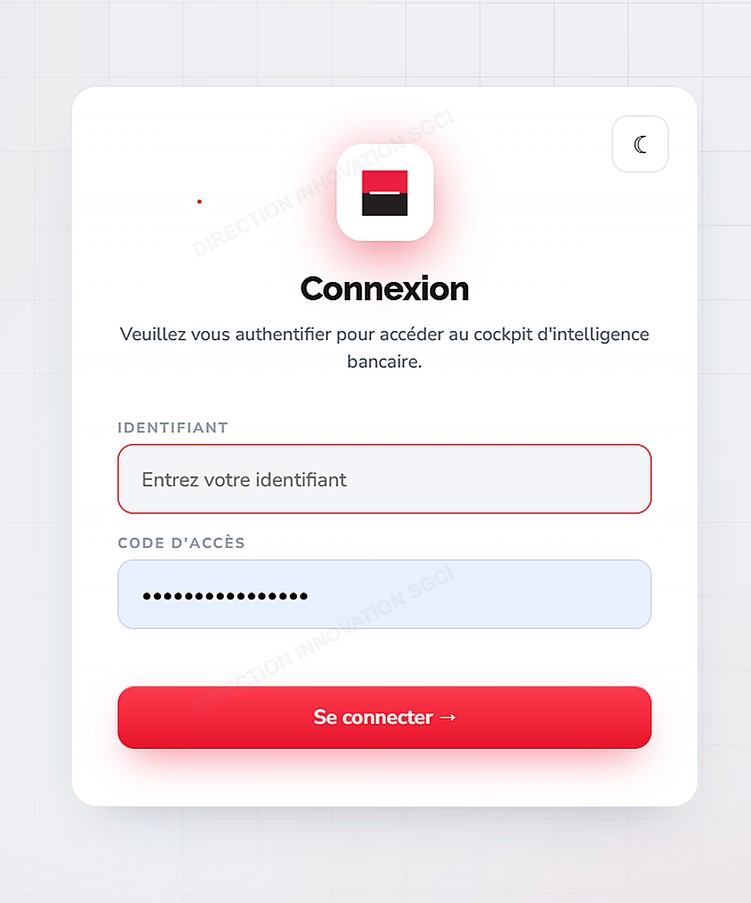 DIRECTION INNOVATION SGCI
Connexion
Veuillez vous authentifier pour accéder au cockpit d'intelligence
bancaire.
IDENTIFIANT
Entrez votre identifiant
CODE D'ACCÈS
••••••••••••••••
DIRECTION INNOVATION SGCI
Se connecter →